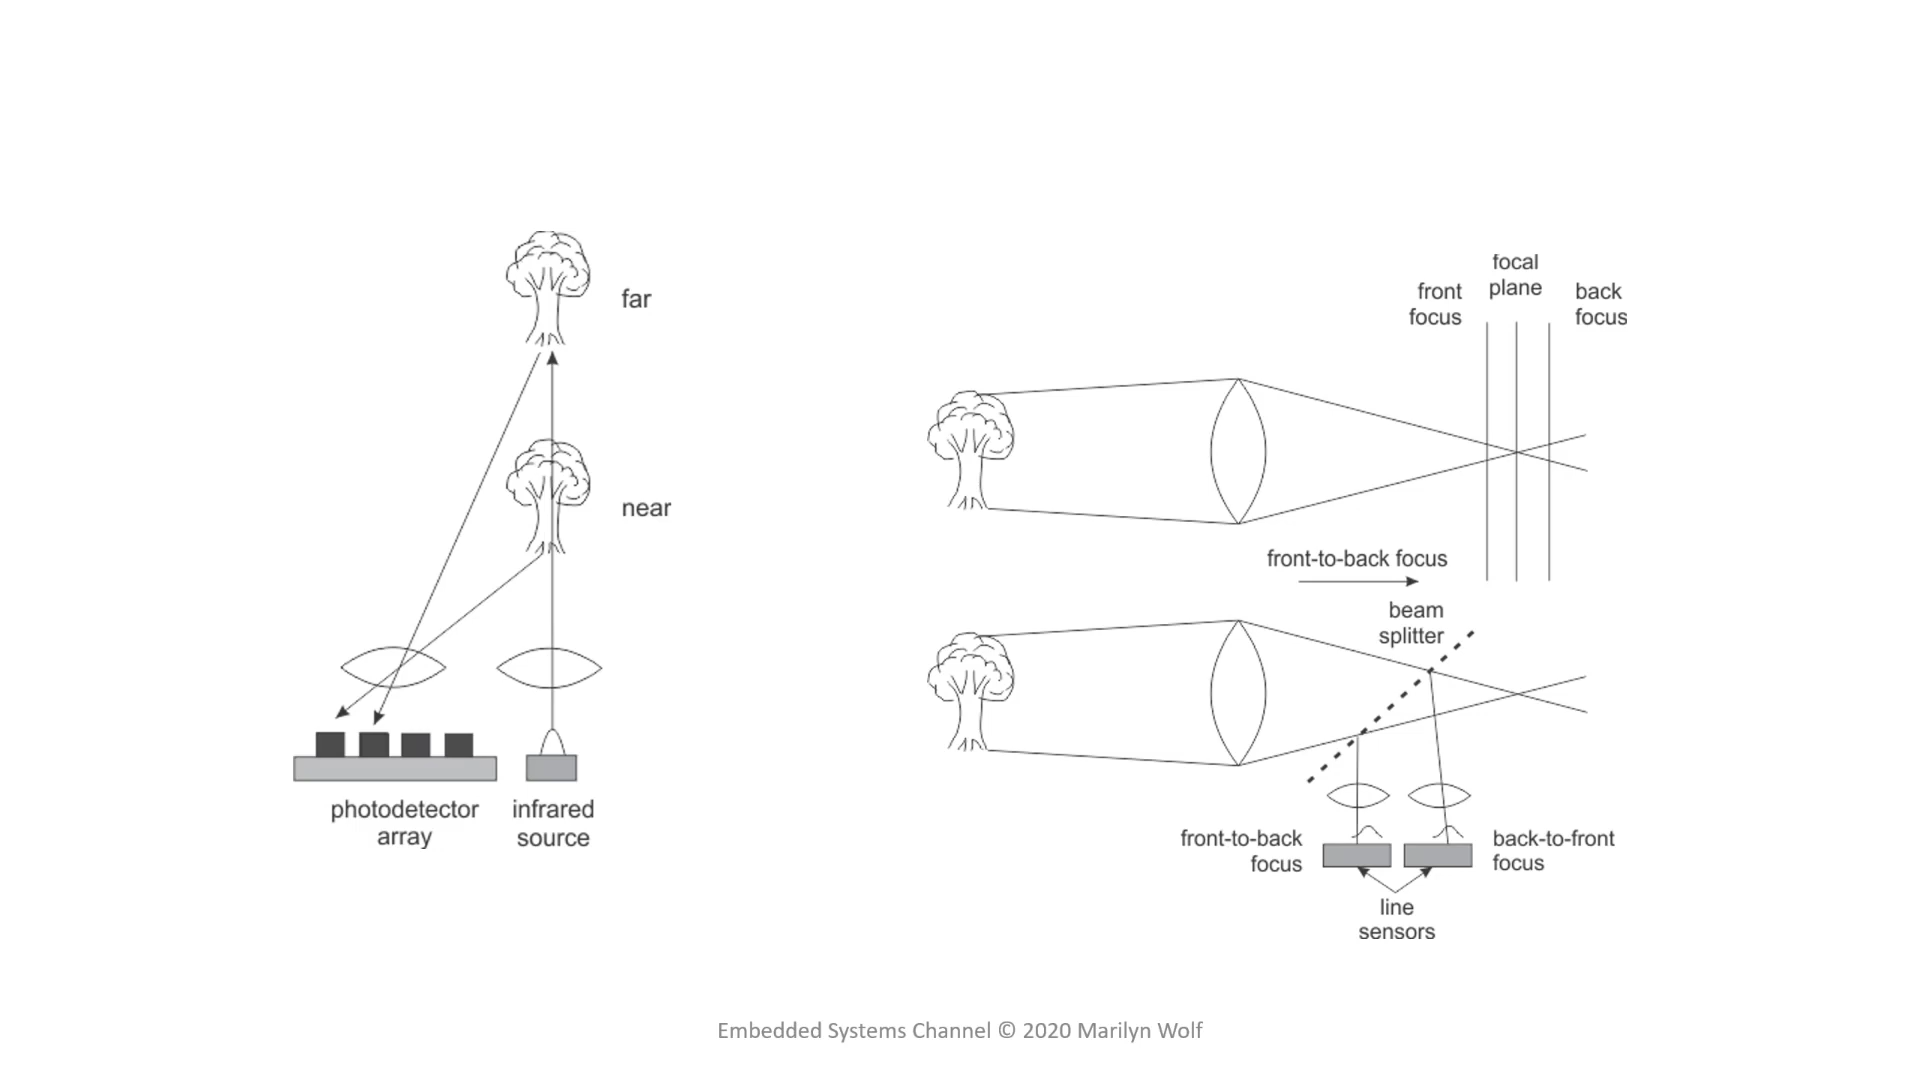 far
near
photodetector
array
infrared
source
focal
plane
front
focus
back
focus
front-to-back focus
beam
splitter
front-to-back
focus
back-to-front
focus
line
sensors
Embedded Systems Channel © 2020 Marilyn Wolf